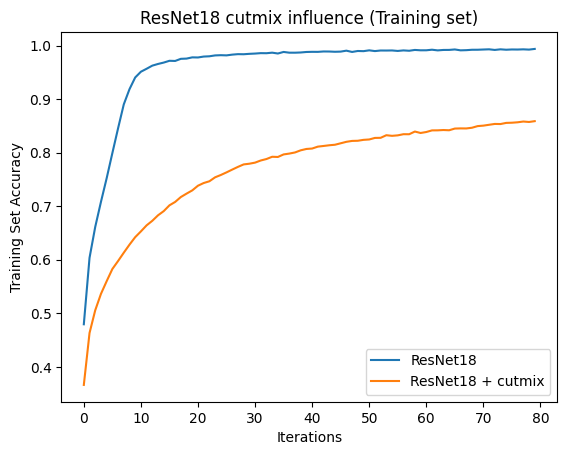 ResNet18 cutmix influence (Training set)
Training Set Accuracy
1.0
0.9
0.8
0.7
0.6
0.5
0.4
ResNet18
ResNet18 + cutmix
0 10 20 30 40 50 60 70 80
Iterations